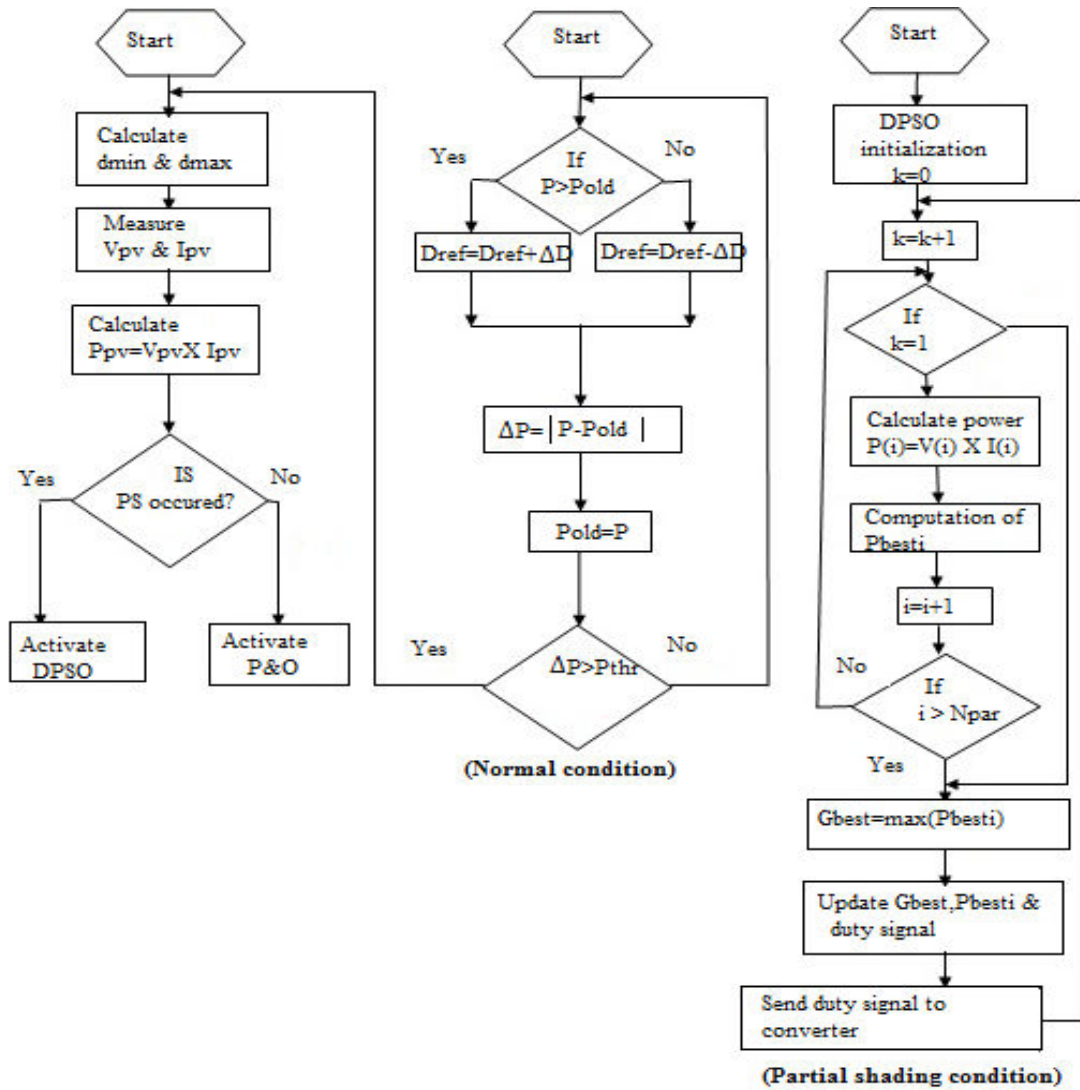 Start
Calculate
dmin & dmax
Measure
Vpv & Ipv
Calculate
Ppv=VpvX Ipv
IS
PS occured?
Yes
No
Activate
DPSO
Activate
P&O
Start
If
P>Pold
Yes
No
Dref=Dref+ΔD
Dref=Dref-ΔD
ΔP=|P-Pold |
Pold=P
ΔP>Pthr
Yes
No
(Normal condition)
Start
DPSO
initialization
k=0
k=k+1
If
k=1
Calculate power
P(i)=V(i) X I(i)
Computation of
Pbesti
i=i+1
If
i > Npar
No
Yes
Gbest=max(Pbesti)
Update Gbest,Pbesti &
duty signal
Send duty signal to
converter
(Partial shading condition)